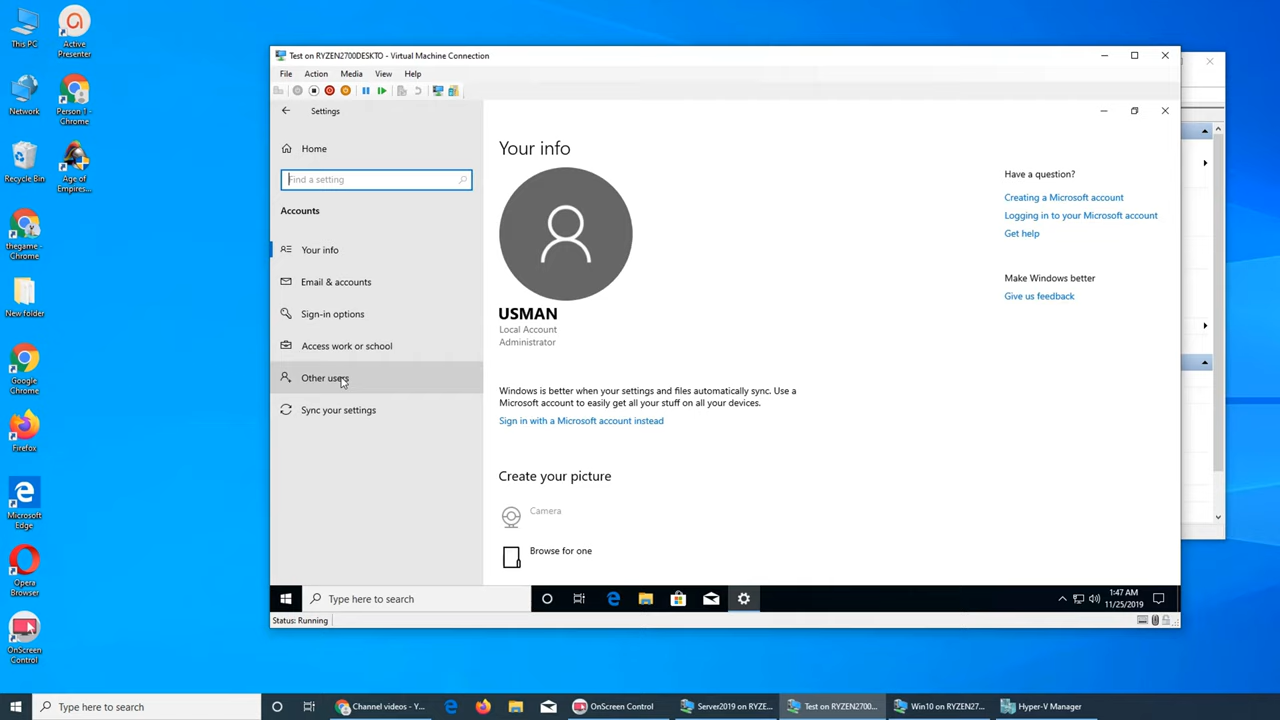 This PC
Active
Presenter
Network
Person 1 -
Chrome
Recycle Bin
Age of
Empires...
thegame -
Chrome
New folder
Google
Chrome
Firefox
Microsoft
Edge
Opera
Browser
OnScreen
Control
Test on RYZEN2700DESKTO - Virtual Machine Connection
File Action Media View Help
Settings
Home
Find a setting
Accounts
Your info
Email & accounts
Sign-in options
Access work or school
Other users
Sync your settings
Your info
USMAN
Local Account
Administrator
Windows is better when your settings and files automatically sync. Use a
Microsoft account to easily get all your stuff on all your devices.
Sign in with a Microsoft account instead
Create your picture
Camera
Browse for one
Have a question?
Creating a Microsoft account
Logging in to your Microsoft account
Get help
Make Windows better
Give us feedback
Type here to search
1:47 AM
11/25/2019
Status: Running
Type here to search
Channel videos - Y...
OnScreen Control
Server2019 on RYZE...
Test on RYZEN2700...
Win10 on RYZEN27...
Hyper-V Manager